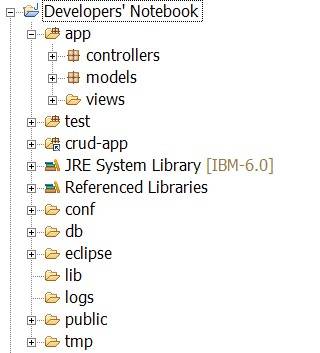 Developers' Notebook
app
controllers
models
views
test
crud-app
JRE System Library [IBM-6.0]
Referenced Libraries
conf
db
eclipse
lib
logs
public
tmp